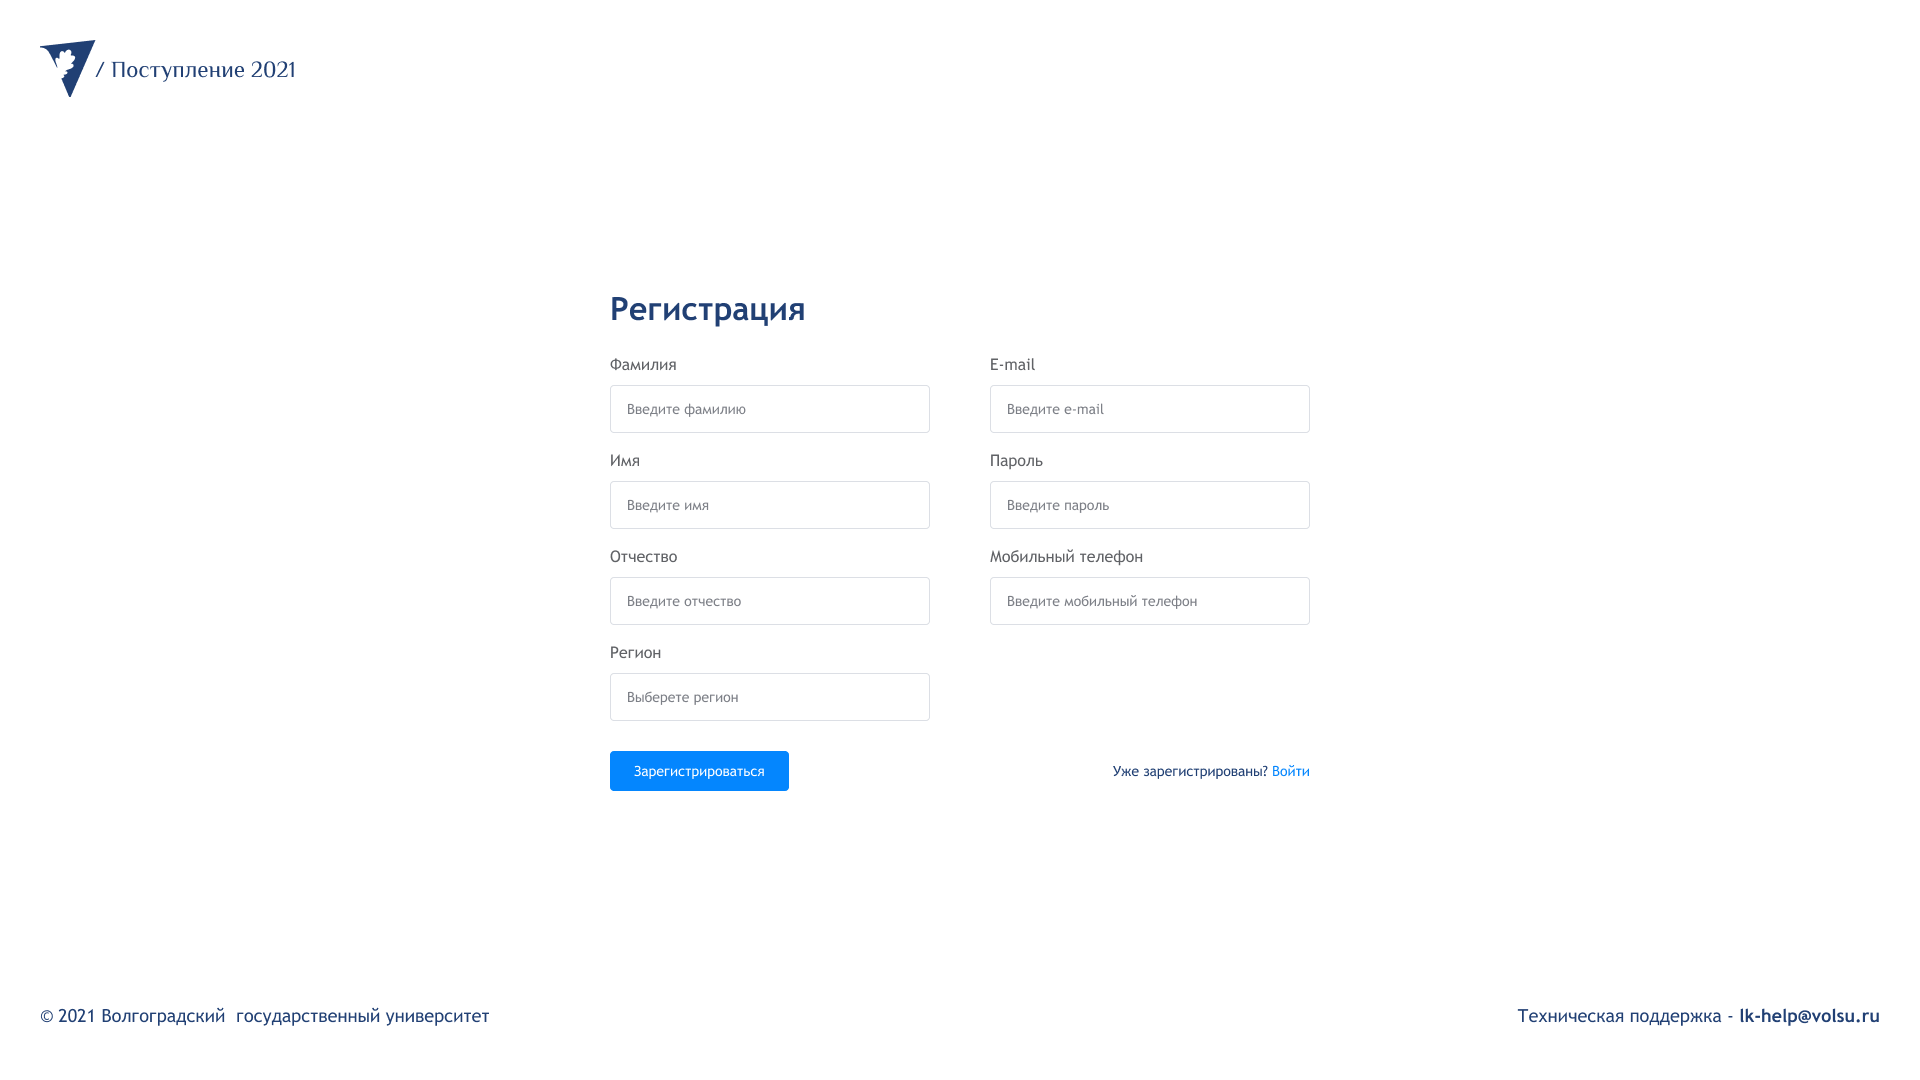 / Поступление 2021
Регистрация
Фамилия
Введите фамилию
Имя
Введите имя
Отчество
Введите отчество
Регион
Выберете регион
E-mail
Введите e-mail
Пароль
Введите пароль
Мобильный телефон
Введите мобильный телефон
Зарегистрироваться
Уже зарегистрированы? Войти
© 2021 Волгоградский государственный университет
Техническая поддержка - lk-help@volsu.ru